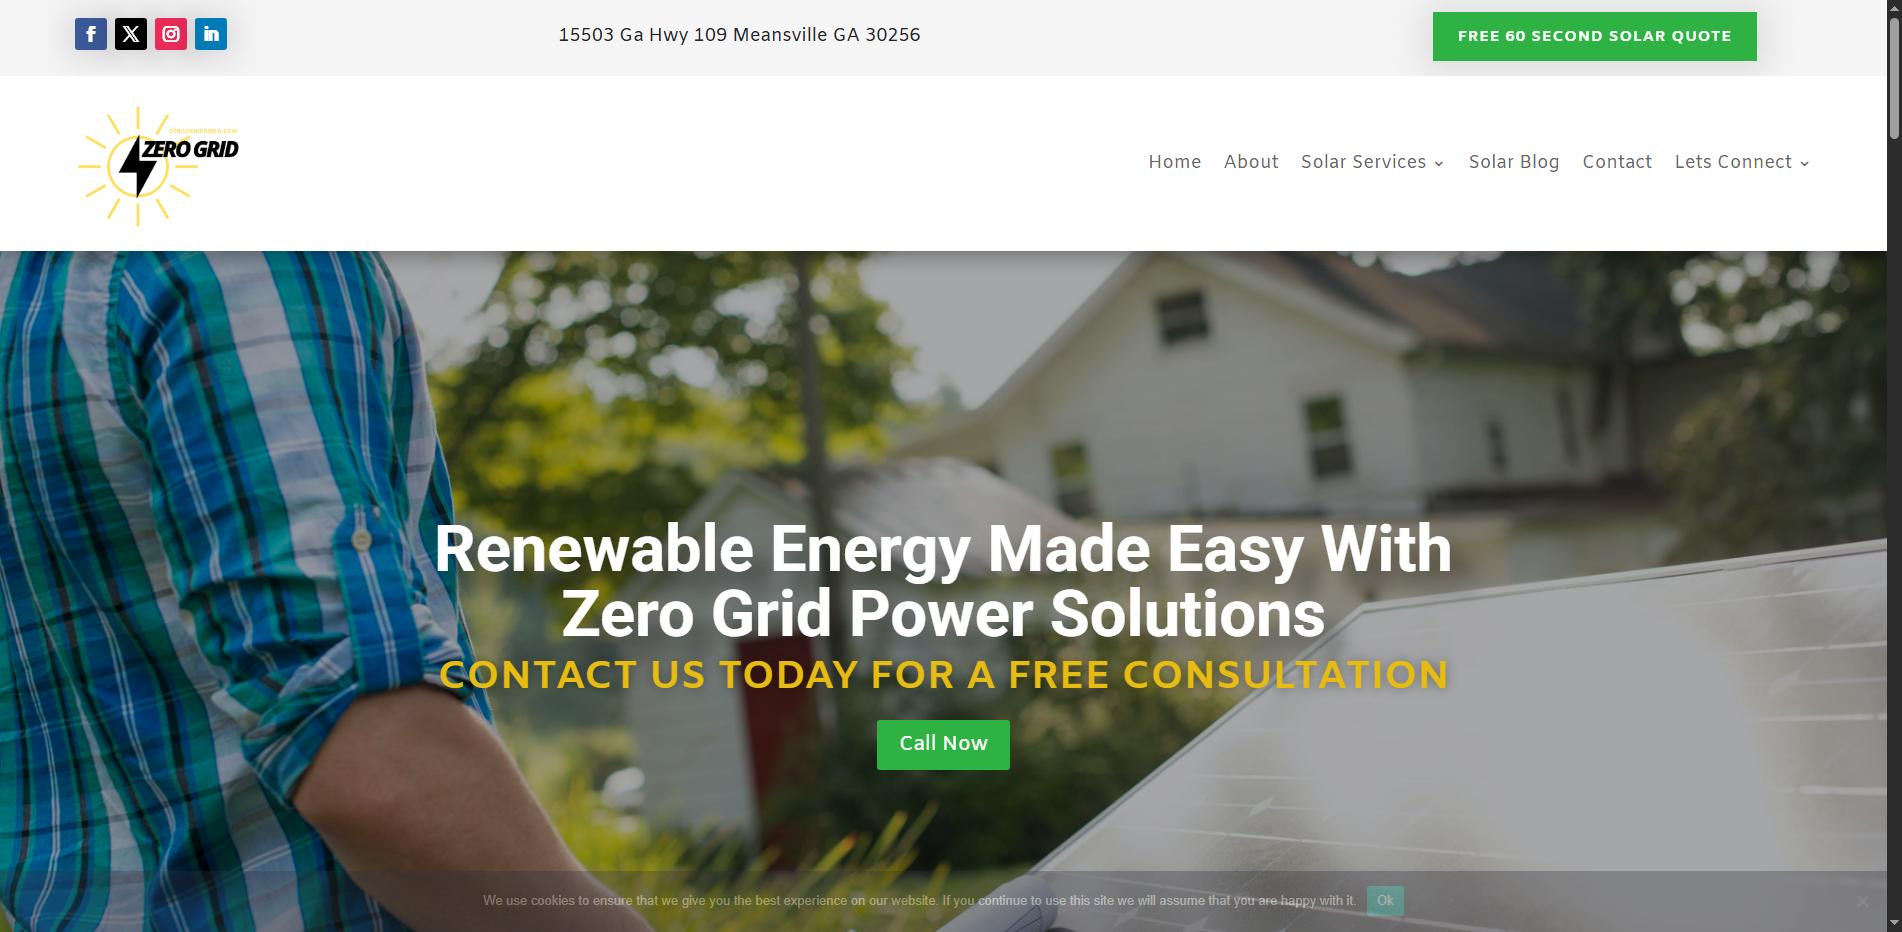 15503 Ga Hwy 109 Meansville GA 30256
FREE 60 SECOND SOLAR QUOTE
ZEROGRIDPOWER.COM
ZERO GRID
Home About Solar Services Solar Blog Contact Lets Connect
Renewable Energy Made Easy With
Zero Grid Power Solutions
CONTACT US TODAY FOR A FREE CONSULTATION
Call Now
We use cookies to ensure that we give you the best experience on our website. If you continue to use this site we will assume that you are happy with it. Ok